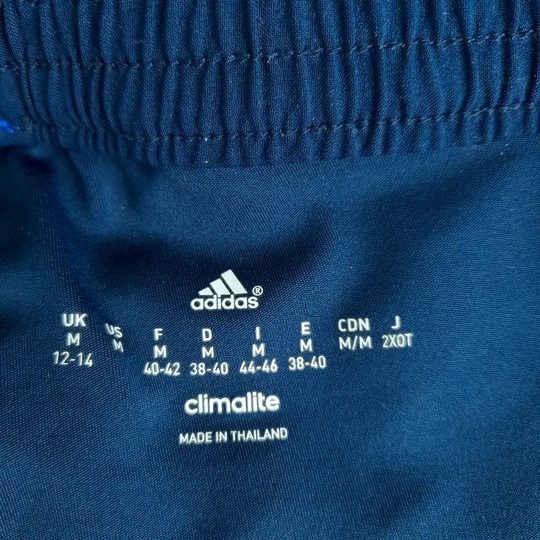 adidas®
UK US F D I E CDN J
M M M M M M M/M 2XOT
12-14 40-42 38-40 44-46 38-40
climalite
MADE IN THAILAND